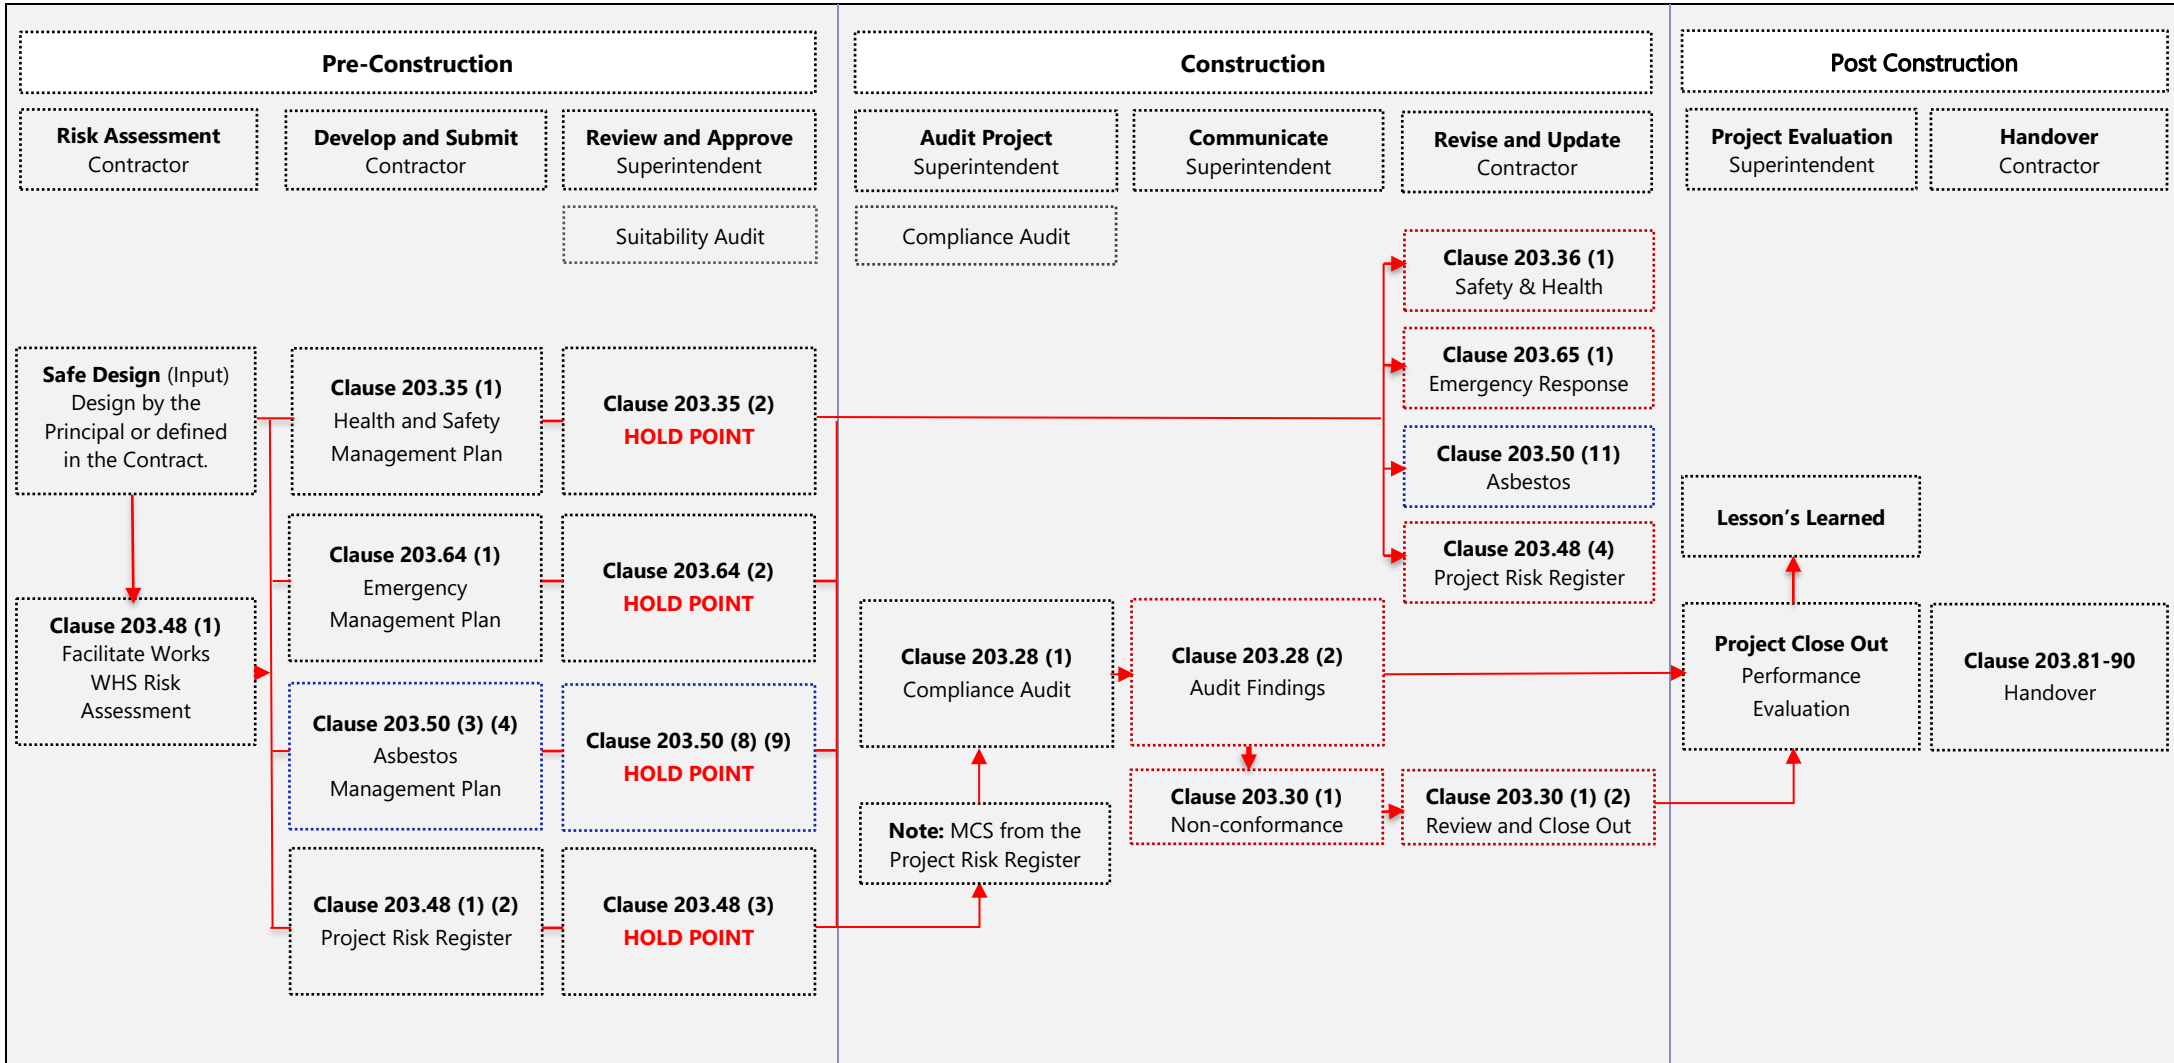 Pre-Construction
Construction
Post Construction
Risk Assessment
Contractor
Develop and Submit
Contractor
Review and Approve
Superintendent
Audit Project
Superintendent
Communicate
Superintendent
Revise and Update
Contractor
Project Evaluation
Superintendent
Handover
Contractor
Suitability Audit
Compliance Audit
Safe Design (Input)
Design by the
Principal or defined
in the Contract.
Clause 203.48 (1)
Facilitate Works
WHS Risk
Assessment
Clause 203.35 (1)
Health and Safety
Management Plan
Clause 203.64 (1)
Emergency
Management Plan
Clause 203.50 (3) (4)
Asbestos
Management Plan
Clause 203.48 (1) (2)
Project Risk Register
Clause 203.35 (2)
HOLD POINT
Clause 203.64 (2)
HOLD POINT
Clause 203.50 (8) (9)
HOLD POINT
Clause 203.48 (3)
HOLD POINT
Clause 203.28 (1)
Compliance Audit
Note: MCS from the
Project Risk Register
Clause 203.28 (2)
Audit Findings
Clause 203.30 (1)
Non-conformance
Clause 203.36 (1)
Safety & Health
Clause 203.65 (1)
Emergency Response
Clause 203.50 (11)
Asbestos
Clause 203.48 (4)
Project Risk Register
Clause 203.30 (1) (2)
Review and Close Out
Lesson's Learned
Project Close Out
Performance
Evaluation
Clause 203.81-90
Handover